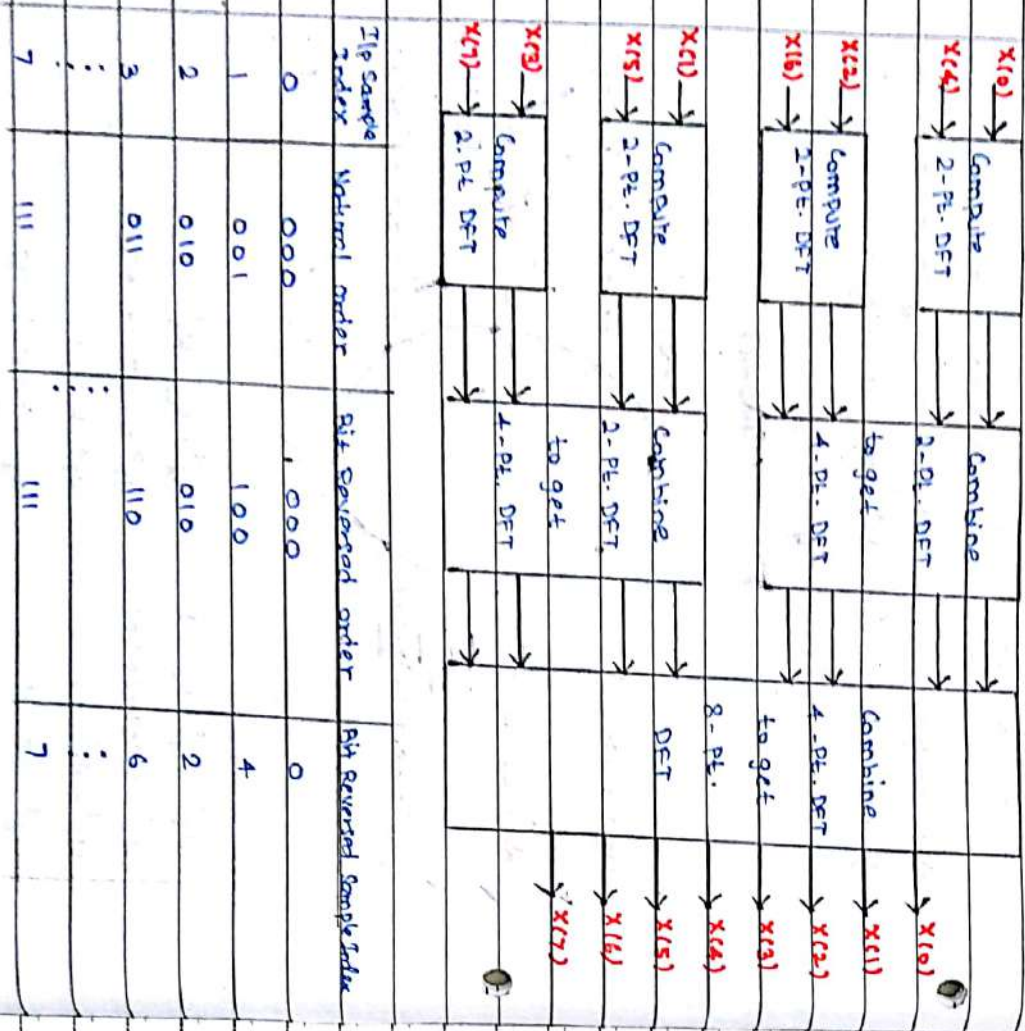 X(0)
X(4)
Compute
2-Pt. DFT
X(2)
X(6)
Compute
2-Pt. DFT
X(1)
X(5)
Compute
2-Pt. DFT
X(3)
X(7)
Compute
2. Pt DFT
Combine
2-Pt. DFT
to get
4-Pt. DFT
Combine
2-Pt. DFT
to get
4-Pt. DFT
Combine
4-Pt. DFT
to get
8-Pt.
DFT
X(0)
X(1)
X(2)
X(3)
X(4)
X(5)
X(6)
X(7)
I/p Sample Index Natural order Bit Reversed order Bit Reversed Sample Index
0 000 000 0
1 001 100 4
2 010 010 2
3 011 110 6
: : :
7 111 111 7